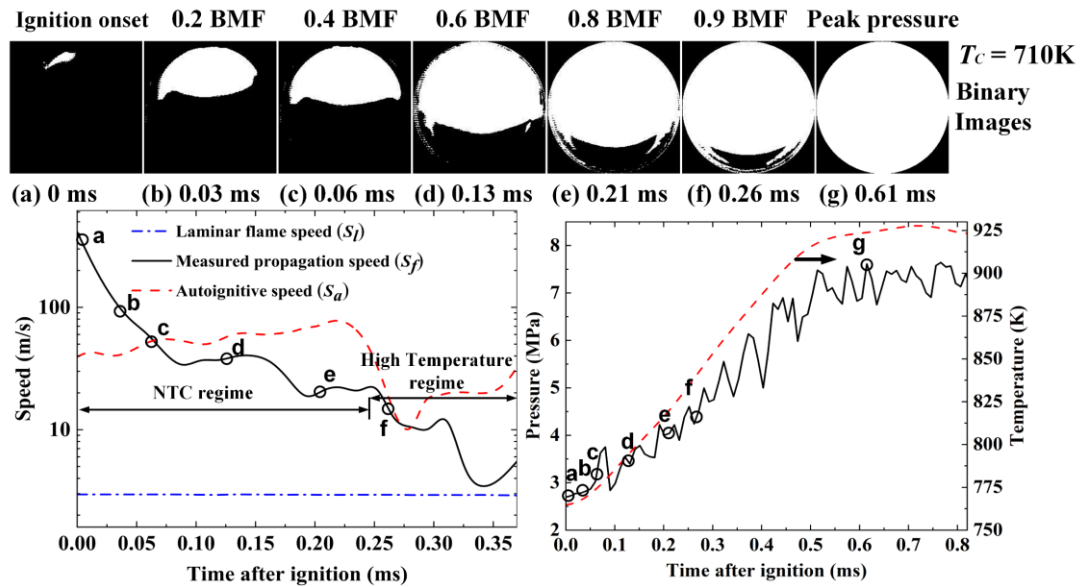 Ignition onset 0.2 BMF 0.4 BMF 0.6 BMF 0.8 BMF 0.9 BMF Peak pressure
T_C = 710K
Binary
Images
(a) 0 ms (b) 0.03 ms (c) 0.06 ms (d) 0.13 ms (e) 0.21 ms (f) 0.26 ms (g) 0.61 ms
a
b
c
d
e
f
Laminar flame speed (S_l)
Measured propagation speed (S_f)
Autoignitive speed (S_a)
High Temperature
regime
NTC regime
100
10
Speed (m/s)
0.00 0.05 0.10 0.15 0.20 0.25 0.30 0.35
Time after ignition (ms)
8
7
6
5
4
3
2
Pressure (MPa)
a
b
c
d
e
f
g
925
900
875
850
825
800
775
750
Temperature (K)
0.0 0.1 0.2 0.3 0.4 0.5 0.6 0.7 0.8
Time after ignition (ms)